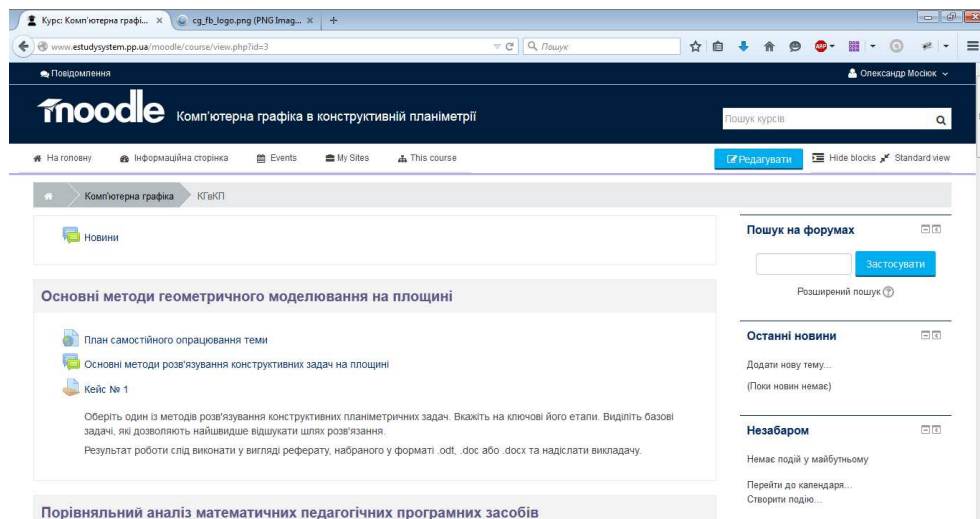 Курс: Комп'ютерна графі...
cg_fb_logo.png (PNG Imag...
www.estudysystem.pp.ua/moodle/course/view.php?id=3
Пошук
ABP
Повідомлення
Олександр Мосіюк
moodle Комп'ютерна графіка в конструктивній планіметрії
Пошук курсів
На головну Інформаційна сторінка Events My Sites This course
Редагувати Hide blocks Standard view
Комп'ютерна графіка КГвКП
Новини
Основні методи геометричного моделювання на площині
План самостійного опрацювання теми
Основні методи розв'язування конструктивних задач на площині
Кейс № 1
Оберіть один із методів розв'язування конструктивних планіметричних задач. Вкажіть на ключові його етапи. Виділіть базові
задачі, які дозволяють найшвидше відшукати шлях розв'язання.
Результат роботи слід виконати у вигляді реферату, набраного у форматі .odt, .doc або .docx та надіслати викладачу.
Порівняльний аналіз математичних педагогічних програмних засобів
Пошук на форумах
Застосувати
Розширений пошук
Останні новини
Додати нову тему...
(Поки новин немає)
Незабаром
Немає подій у майбутньому
Перейти до календаря...
Створити подію...